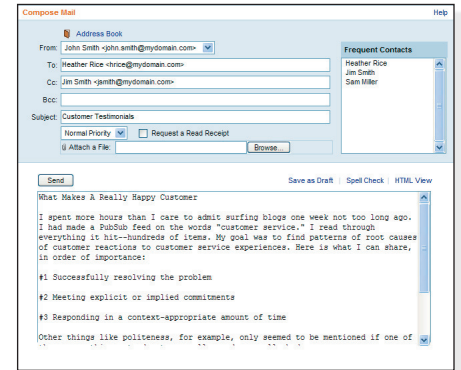 Compose Mail
Help
Address Book
From: John Smith <john.smith@mydomain.com>
To: Heather Rice <hrice@mydomain.com>
Cc: Jim Smith <jsmith@mydomain.com>
Bcc:
Subject: Customer Testimonials
Normal Priority Request a Read Receipt
Attach a File: Browse...
Frequent Contacts
Heather Rice
Jim Smith
Sam Miller
Send
Save as Draft | Spell Check | HTML View
What Makes A Really Happy Customer
I spent more hours than I care to admit surfing blogs one week not too long ago.
I had made a PubSub feed on the words "customer service." I read through
everything it hit--hundreds of items. My goal was to find patterns of root causes
of customer reactions to customer service experiences. Here is what I can share,
in order of importance:
#1 Successfully resolving the problem
#2 Meeting explicit or implied commitments
#3 Responding in a context-appropriate amount of time
Other things like politeness, for example, only seemed to be mentioned if one of